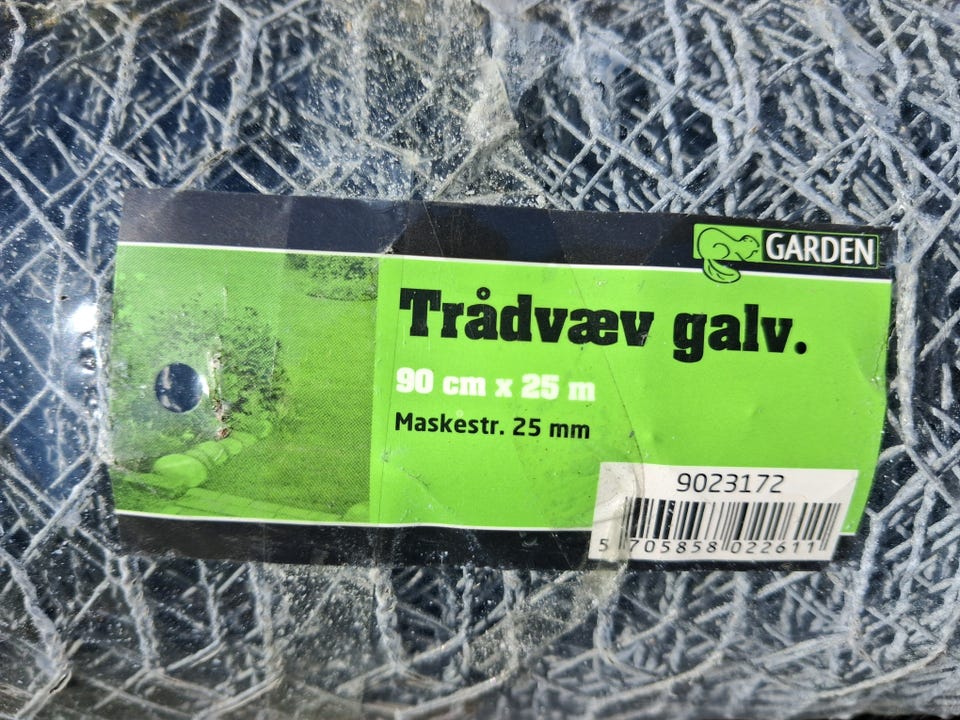 GARDEN
Trådvæv galv.
90 cm x 25 m
Maskestr. 25 mm
9023172
5 705858 022611